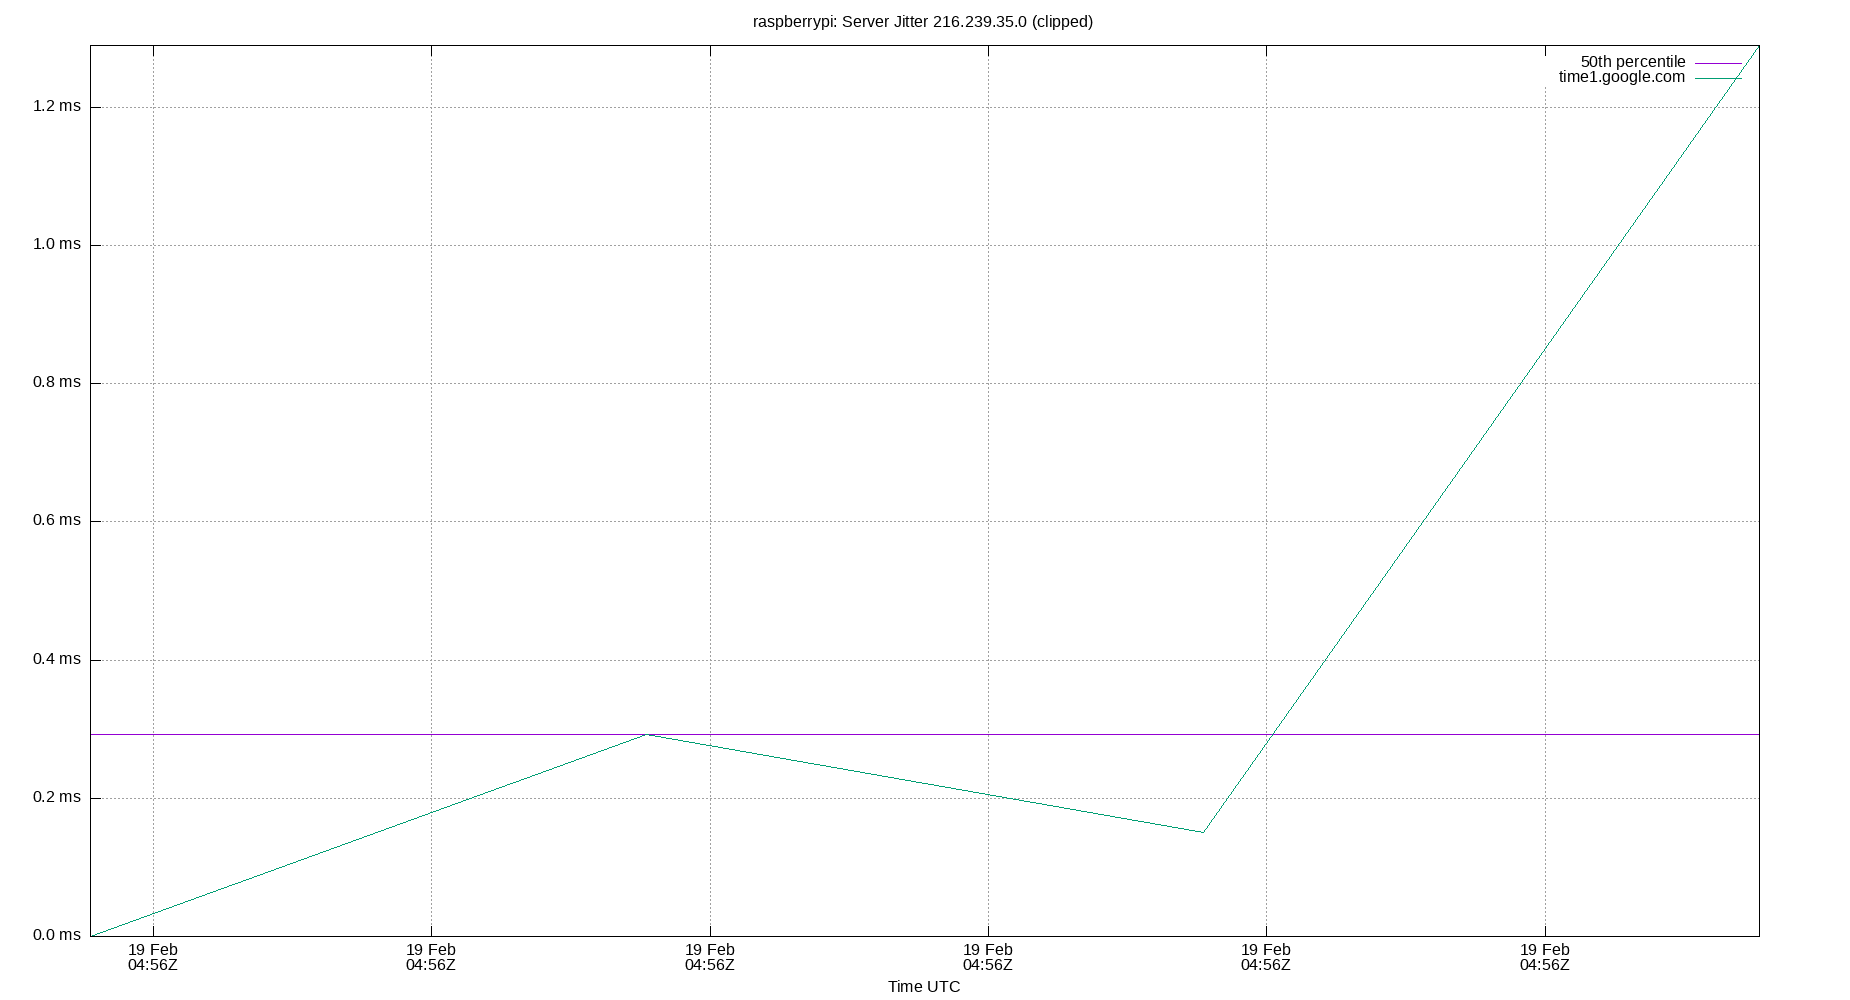 raspberrypi: Server Jitter 216.239.35.0 (clipped)
50th percentile
time1.google.com
1.2 ms
1.0 ms
0.8 ms
0.6 ms
0.4 ms
0.2 ms
0.0 ms
19 Feb 19 Feb 19 Feb 19 Feb 19 Feb 19 Feb
04:56Z 04:56Z 04:56Z 04:56Z 04:56Z 04:56Z
Time UTC